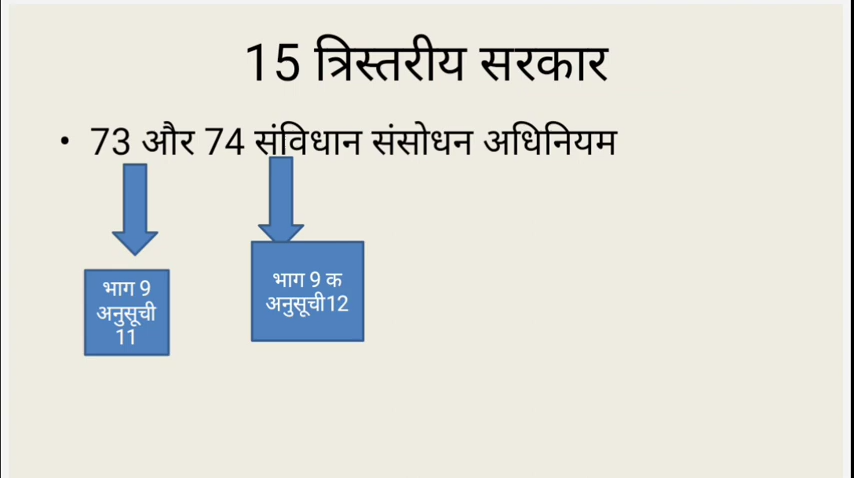 15 त्रिस्तरीय सरकार
• 73 और 74 संविधान संसोधन अधिनियम
भाग 9
अनुसूची
11
भाग 9 क
अनुसूची12